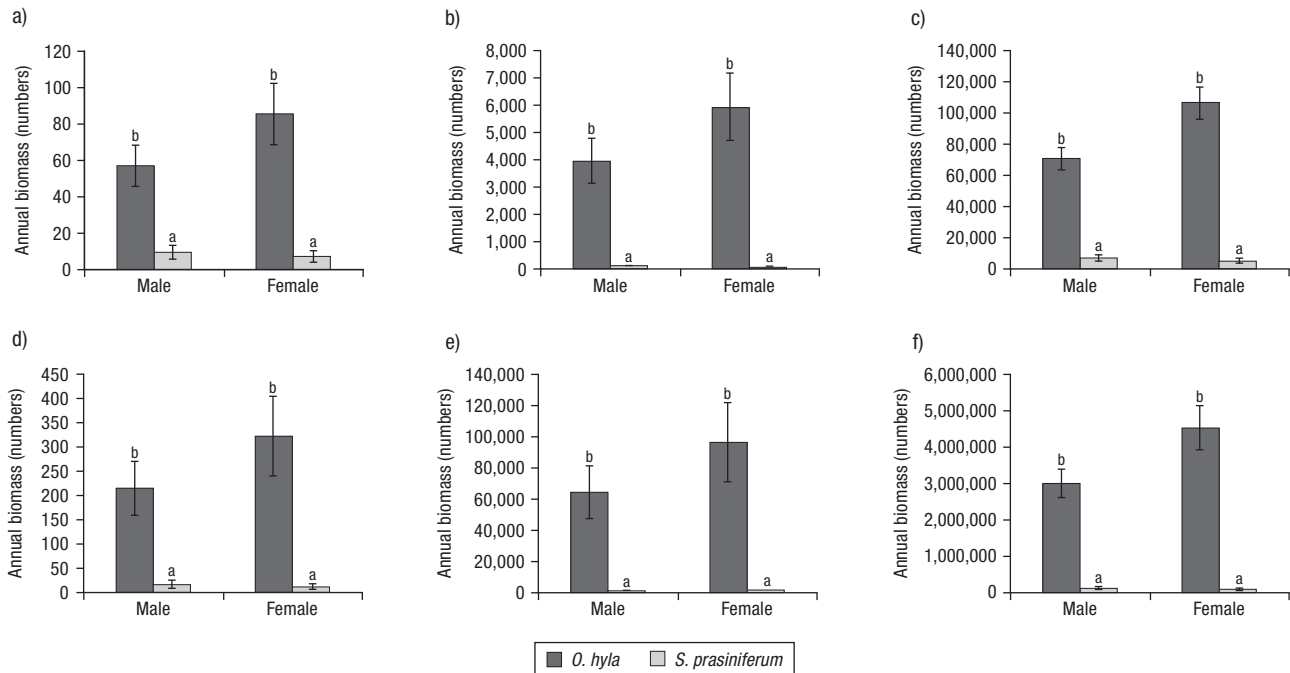 a)
Annual biomass (numbers)
120
100
80
60
40
20
0
b
a
b
a
Male
Female
b)
Annual biomass (numbers)
8,000
7,000
6,000
5,000
4,000
3,000
2,000
1,000
0
b
a
b
a
Male
Female
c)
Annual biomass (numbers)
140,000
120,000
100,000
80,000
60,000
40,000
20,000
0
b
a
b
a
Male
Female
d)
Annual biomass (numbers)
450
400
350
300
250
200
150
100
50
0
b
a
b
a
Male
Female
e)
Annual biomass (numbers)
140,000
120,000
100,000
80,000
60,000
40,000
20,000
0
b
a
b
a
Male
Female
f)
Annual biomass (numbers)
6,000,000
5,000,000
4,000,000
3,000,000
2,000,000
1,000,000
0
b
a
b
a
Male
Female
O. hyla
S. prasiniferum